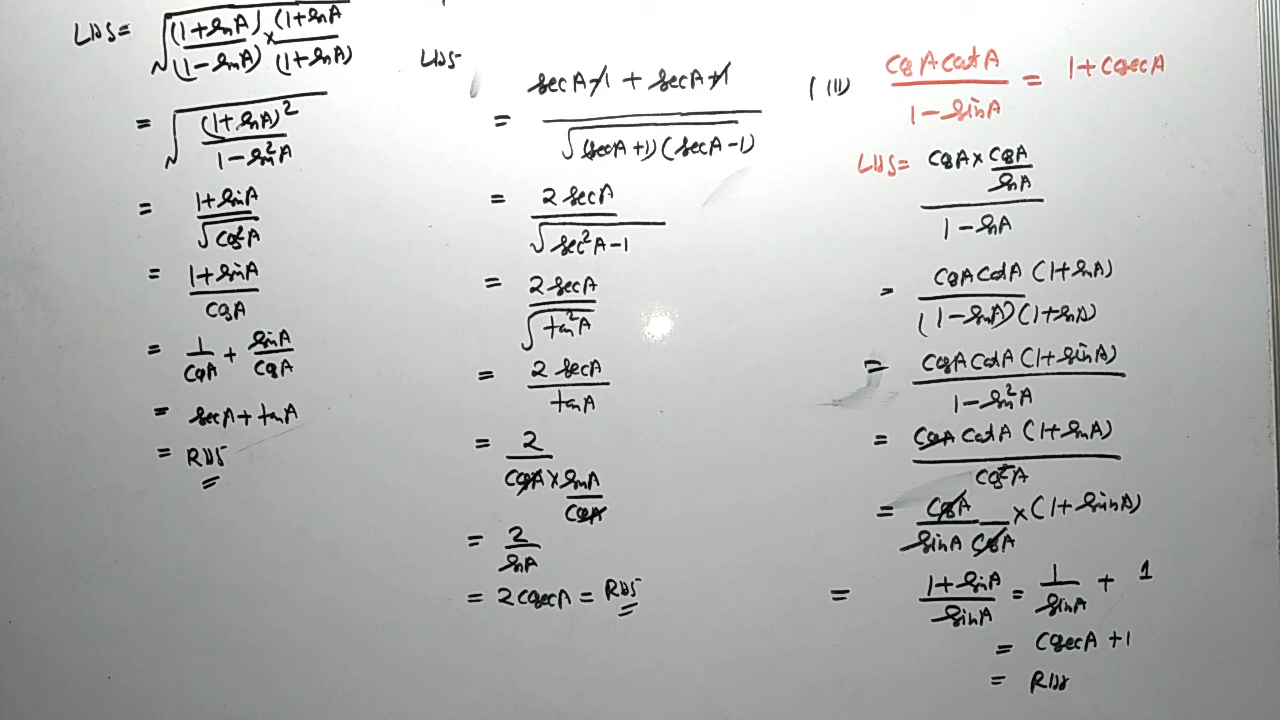 LHS = √((1+sinA)/(1-sinA) × (1+sinA)/(1+sinA))
= √((1+sinA)²/(1-sin²A))
= (1+sinA)/√(cos²A)
= (1+sinA)/cosA
= 1/cosA + sinA/cosA
= secA + tanA
= RHS
LHS
= (secA-1 + secA+1)/√((secA+1)(secA-1))
= 2secA/√(sec²A-1)
= 2secA/√(tan²A)
= 2secA/tanA
= 2/(cosA × sinA/cosA)
= 2/sinA
= 2cosecA = RHS
(III) cosA cotA/(1-sinA) = 1+cosecA
LHS = (cosA × cosA/sinA)/(1-sinA)
= cosA cotA (1+sinA)/((1-sinA)(1+sinA))
= cosA cotA (1+sinA)/(1-sin²A)
= cosA cotA (1+sinA)/cos²A
= cosA/(sinA cosA) × (1+sinA)
= (1+sinA)/sinA = 1/sinA + 1
= cosecA + 1
= RHS